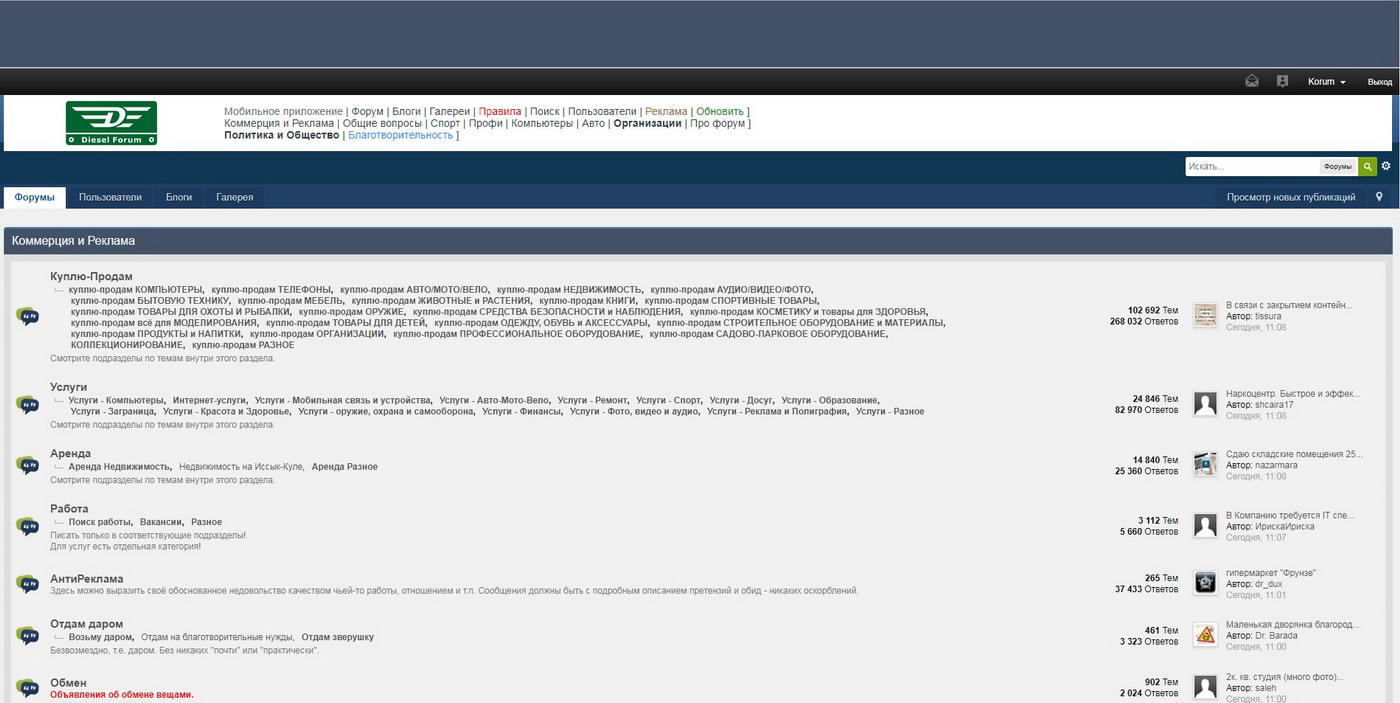 Korum
Выход
Diesel Forum
Мобильное приложение | Форум | Блоги | Галереи | Правила | Поиск | Пользователи | Реклама | Обновить ]
Коммерция и Реклама | Общие вопросы | Спорт | Профи | Компьютеры | Авто | Организации | Про форум ]
Политика и Общество | Благотворительность ]
Искать...
Форумы
Форумы
Пользователи
Блоги
Галерея
Просмотр новых публикаций
Коммерция и Реклама
Куплю-Продам
куплю-продам КОМПЬЮТЕРЫ, куплю-продам ТЕЛЕФОНЫ, куплю-продам АВТО/МОТО/ВЕЛО, куплю-продам НЕДВИЖИМОСТЬ, куплю-продам АУДИО/ВИДЕО/ФОТО,
куплю-продам БЫТОВУЮ ТЕХНИКУ, куплю-продам МЕБЕЛЬ, куплю-продам ЖИВОТНЫЕ и РАСТЕНИЯ, куплю-продам КНИГИ, куплю-продам СПОРТИВНЫЕ ТОВАРЫ,
куплю-продам ТОВАРЫ ДЛЯ ОХОТЫ И РЫБАЛКИ, куплю-продам ОРУЖИЕ, куплю-продам СРЕДСТВА БЕЗОПАСНОСТИ и НАБЛЮДЕНИЯ, куплю-продам КОСМЕТИКУ и товары для ЗДОРОВЬЯ,
куплю-продам всё для МОДЕЛИРОВАНИЯ, куплю-продам ТОВАРЫ ДЛЯ ДЕТЕЙ, куплю-продам ОДЕЖДУ, ОБУВЬ и АКСЕССУАРЫ, куплю-продам СТРОИТЕЛЬНОЕ ОБОРУДОВАНИЕ и МАТЕРИАЛЫ,
куплю-продам ПРОДУКТЫ и НАПИТКИ, куплю-продам ОРГАНИЗАЦИИ, куплю-продам ПРОФЕССИОНАЛЬНОЕ ОБОРУДОВАНИЕ, куплю-продам САДОВО-ПАРКОВОЕ ОБОРУДОВАНИЕ,
КОЛЛЕКЦИОНИРОВАНИЕ, куплю-продам РАЗНОЕ
Смотрите подразделы по темам внутри этого раздела.
102 692 Тем
268 032 Ответов
В связи с закрытием контейн...
Автор: tissura
Сегодня, 11:08
Услуги
Услуги - Компьютеры, Интернет-услуги, Услуги - Мобильная связь и устройства, Услуги - Авто-Мото-Вело, Услуги - Ремонт, Услуги - Спорт, Услуги - Досуг, Услуги - Образование,
Услуги - Заграница, Услуги - Красота и Здоровье, Услуги - оружие, охрана и самооборона, Услуги - Финансы, Услуги - Фото, видео и аудио, Услуги - Реклама и Полиграфия, Услуги - Разное
Смотрите подразделы по темам внутри этого раздела.
24 846 Тем
82 970 Ответов
Наркоцентр. Быстрое и эффек...
Автор: shcaira17
Сегодня, 11:08
Аренда
Аренда Недвижимость, Недвижимость на Иссык-Куле, Аренда Разное
Смотрите подразделы по темам внутри этого раздела.
14 840 Тем
25 360 Ответов
Сдаю складские помещения 25...
Автор: nazarmara
Сегодня, 11:08
Работа
Поиск работы, Вакансии, Разное
Писать только в соответствующие подразделы!
Для услуг есть отдельная категория!
3 112 Тем
5 660 Ответов
В Компанию требуется IT спе...
Автор: ИрискаИриска
Сегодня, 11:07
АнтиРеклама
Здесь можно выразить своё обоснованное недовольство качеством чьей-то работы, отношением и т.п. Сообщения должны быть с подробным описанием претензий и обид - никаких оскорблений.
265 Тем
37 433 Ответов
гипермаркет "Фрунзе"
Автор: dr_dux
Сегодня, 11:01
Отдам даром
Возьму даром, Отдам на благотворительные нужды, Отдам зверушку
Безвозмездно, т.е. даром. Без никаких "почти" или "практически".
461 Тем
3 323 Ответов
Маленькая дворянка благород...
Автор: Dr. Barada
Сегодня, 11:00
Обмен
Объявления об обмене вещами.
902 Тем
2 024 Ответов
2к. кв. студия (много фото)...
Автор: saleh
Сегодня, 11:00